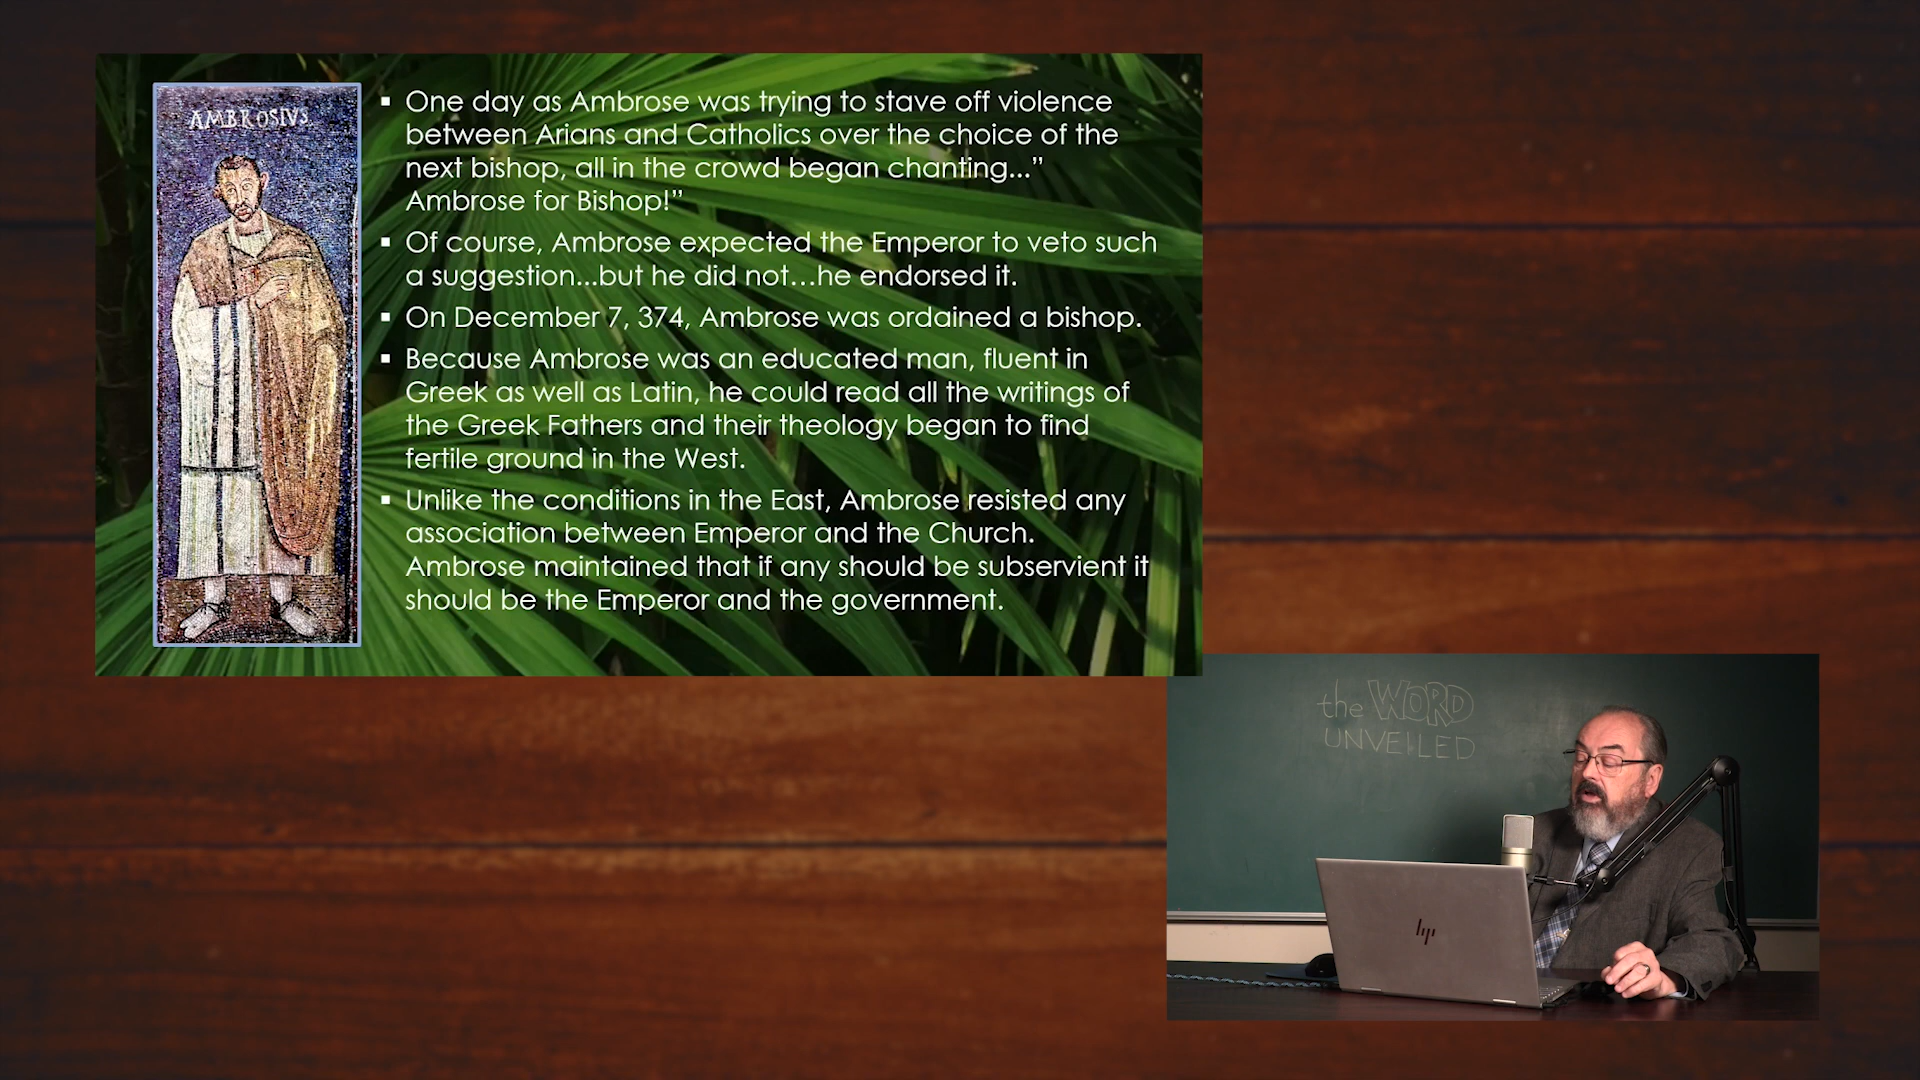 AMBROSIVS
▪ One day as Ambrose was trying to stave off violence
between Arians and Catholics over the choice of the
next bishop, all in the crowd began chanting...”
Ambrose for Bishop!”
▪ Of course, Ambrose expected the Emperor to veto such
a suggestion...but he did not...he endorsed it.
▪ On December 7, 374, Ambrose was ordained a bishop.
▪ Because Ambrose was an educated man, fluent in
Greek as well as Latin, he could read all the writings of
the Greek Fathers and their theology began to find
fertile ground in the West.
▪ Unlike the conditions in the East, Ambrose resisted any
association between Emperor and the Church.
Ambrose maintained that if any should be subservient it
should be the Emperor and the government.
the WORD
UNVEILED
hp